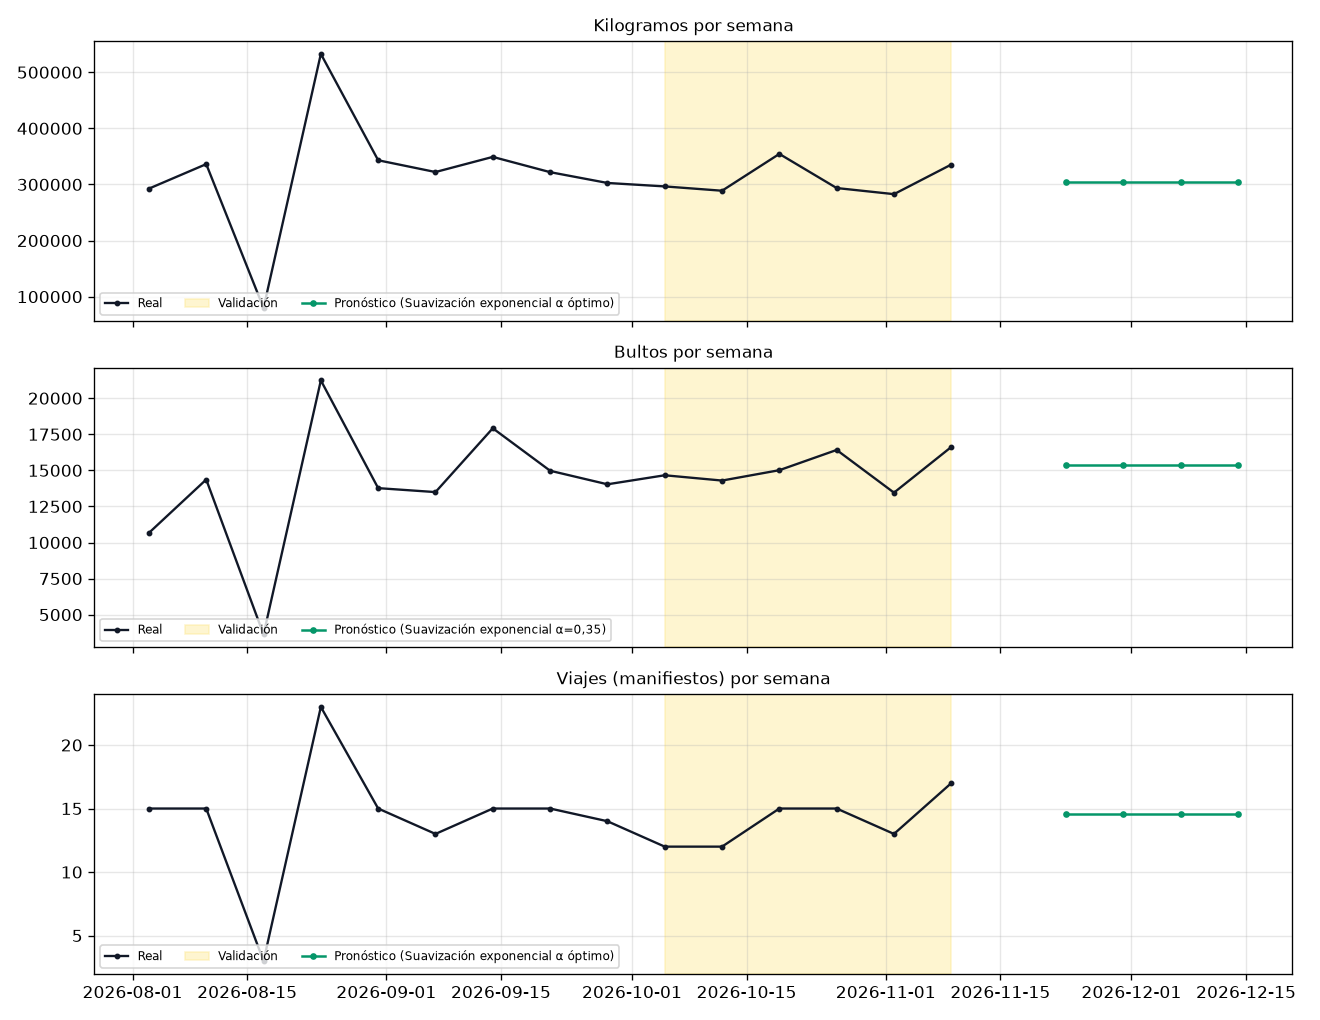 Kilogramos por semana
500000
400000
300000
200000
100000
Real
Validación
Pronóstico (Suavización exponencial α óptimo)
Bultos por semana
20000
17500
15000
12500
10000
7500
5000
Real
Validación
Pronóstico (Suavización exponencial α=0,35)
Viajes (manifiestos) por semana
20
15
10
5
Real
Validación
Pronóstico (Suavización exponencial α óptimo)
2026-08-01 2026-08-15 2026-09-01 2026-09-15 2026-10-01 2026-10-15 2026-11-01 2026-11-15 2026-12-01 2026-12-15